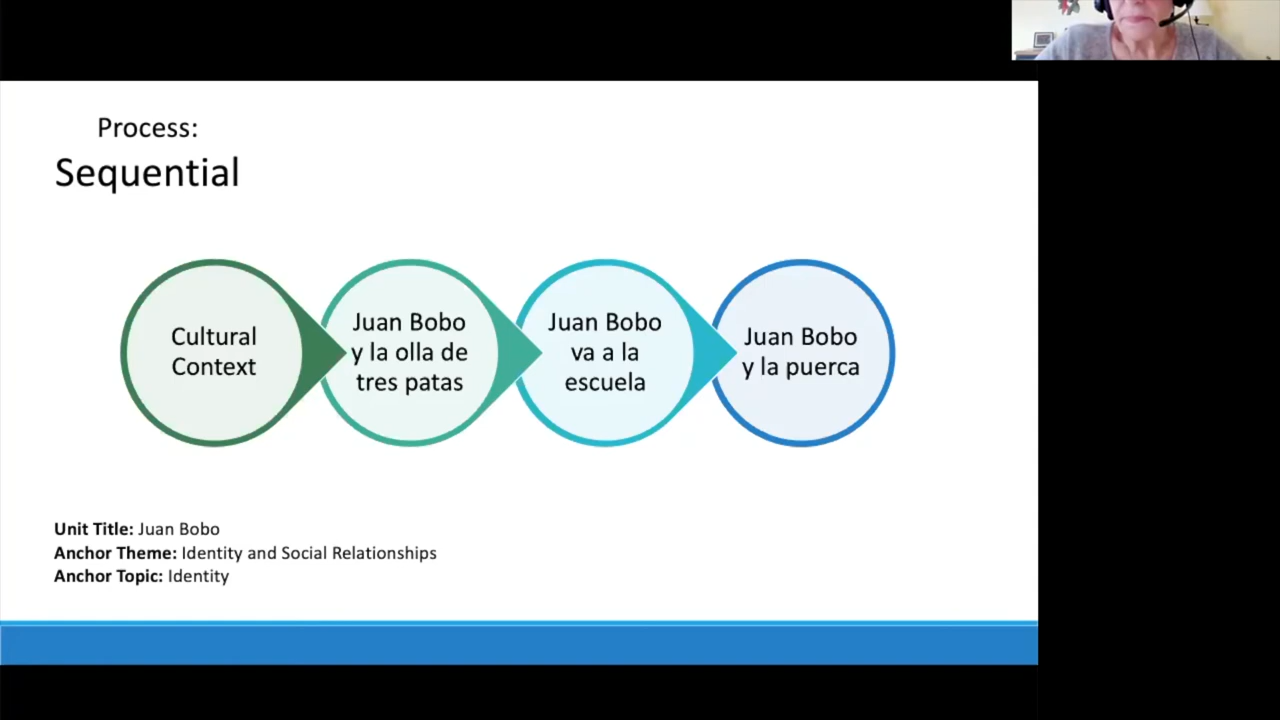 Process:
Sequential
Cultural
Context
Juan Bobo
y la olla de
tres patas
Juan Bobo
va a la
escuela
Juan Bobo
y la puerca
Unit Title: Juan Bobo
Anchor Theme: Identity and Social Relationships
Anchor Topic: Identity